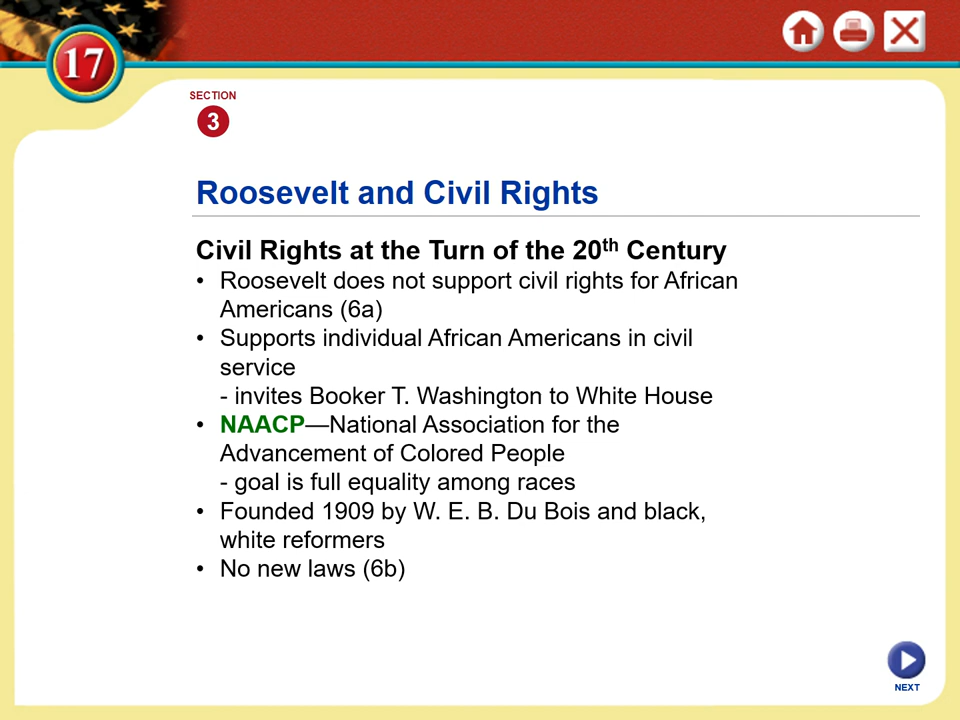 17
SECTION
3
Roosevelt and Civil Rights
Civil Rights at the Turn of the 20th Century
• Roosevelt does not support civil rights for African
Americans (6a)
• Supports individual African Americans in civil
service
- invites Booker T. Washington to White House
• NAACP—National Association for the
Advancement of Colored People
- goal is full equality among races
• Founded 1909 by W. E. B. Du Bois and black,
white reformers
• No new laws (6b)
NEXT